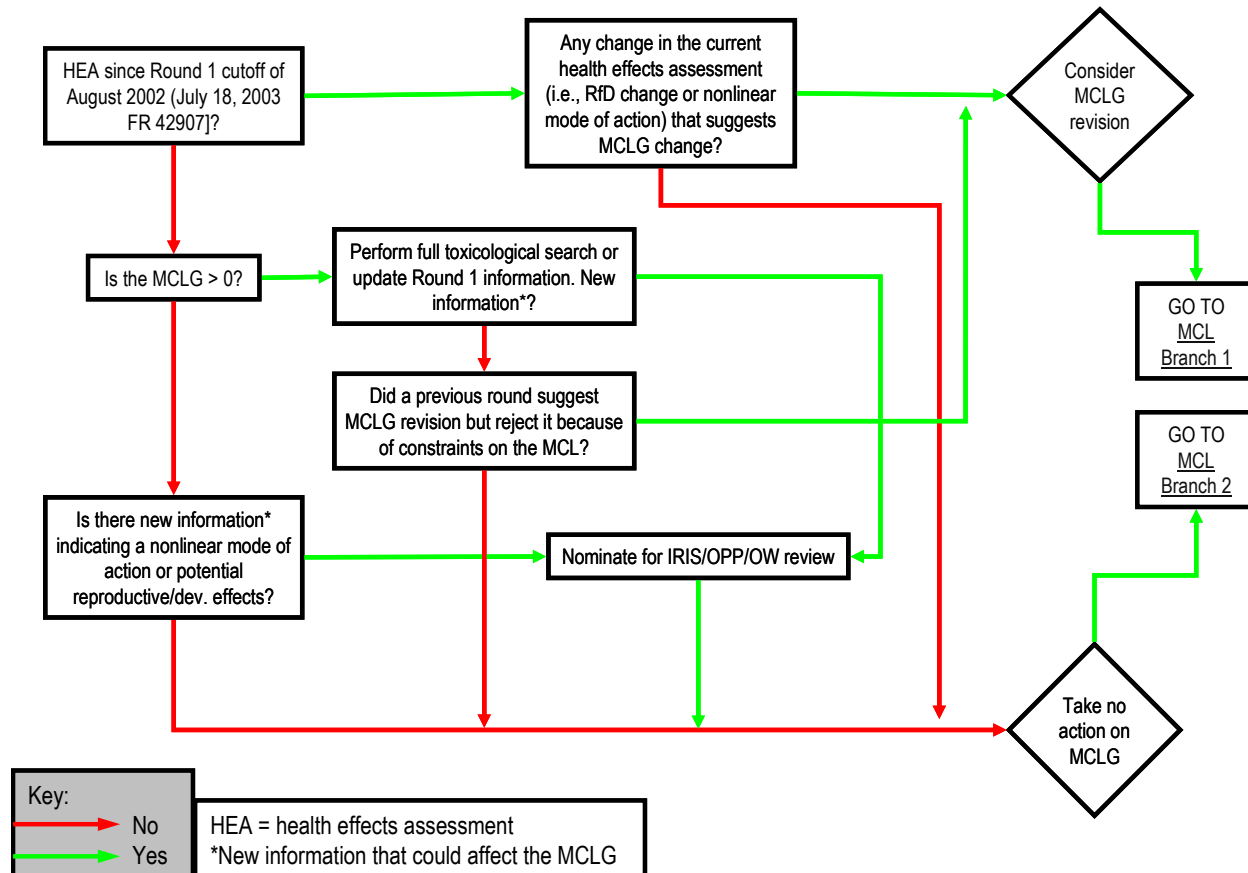 HEA since Round 1 cutoff of
August 2002 (July 18, 2003
FR 42907]?
Any change in the current
health effects assessment
(i.e., RfD change or nonlinear
mode of action) that suggests
MCLG change?
Consider
MCLG
revision
Is the MCLG > 0?
Perform full toxicological search or
update Round 1 information. New
information*?
GO TO
MCL
Branch 1
Did a previous round suggest
MCLG revision but reject it because
of constraints on the MCL?
GO TO
MCL
Branch 2
Is there new information*
indicating a nonlinear mode of
action or potential
reproductive/dev. effects?
Nominate for IRIS/OPP/OW review
Take no
action on
MCLG
Key:
No
Yes
HEA = health effects assessment
*New information that could affect the MCLG